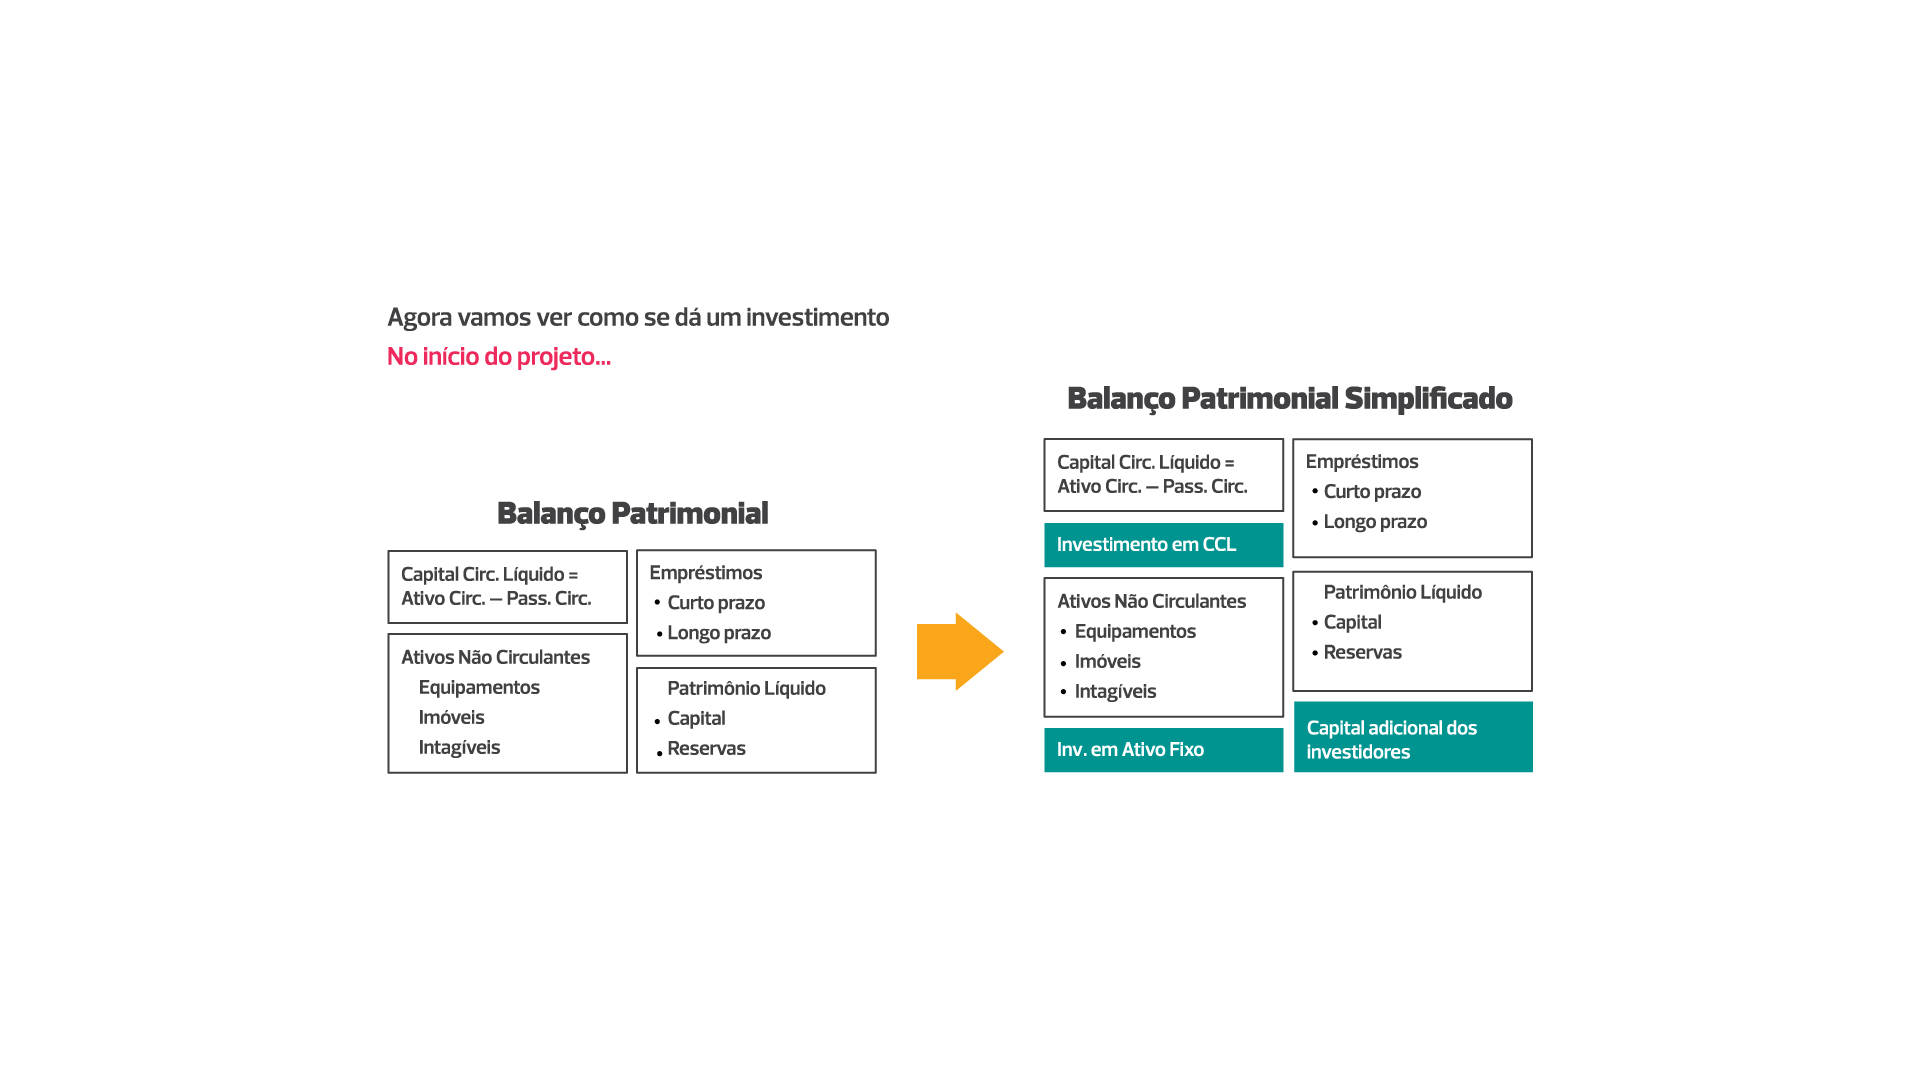 Agora vamos ver como se dá um investimento
No início do projeto...
Balanço Patrimonial
Capital Circ. Líquido =
Ativo Circ. – Pass. Circ.
Ativos Não Circulantes
Equipamentos
Imóveis
Intagíveis
Empréstimos
• Curto prazo
• Longo prazo
Patrimônio Líquido
• Capital
• Reservas
Balanço Patrimonial Simplificado
Capital Circ. Líquido =
Ativo Circ. – Pass. Circ.
Investimento em CCL
Ativos Não Circulantes
• Equipamentos
• Imóveis
• Intagíveis
Inv. em Ativo Fixo
Empréstimos
• Curto prazo
• Longo prazo
Patrimônio Líquido
• Capital
• Reservas
Capital adicional dos
investidores